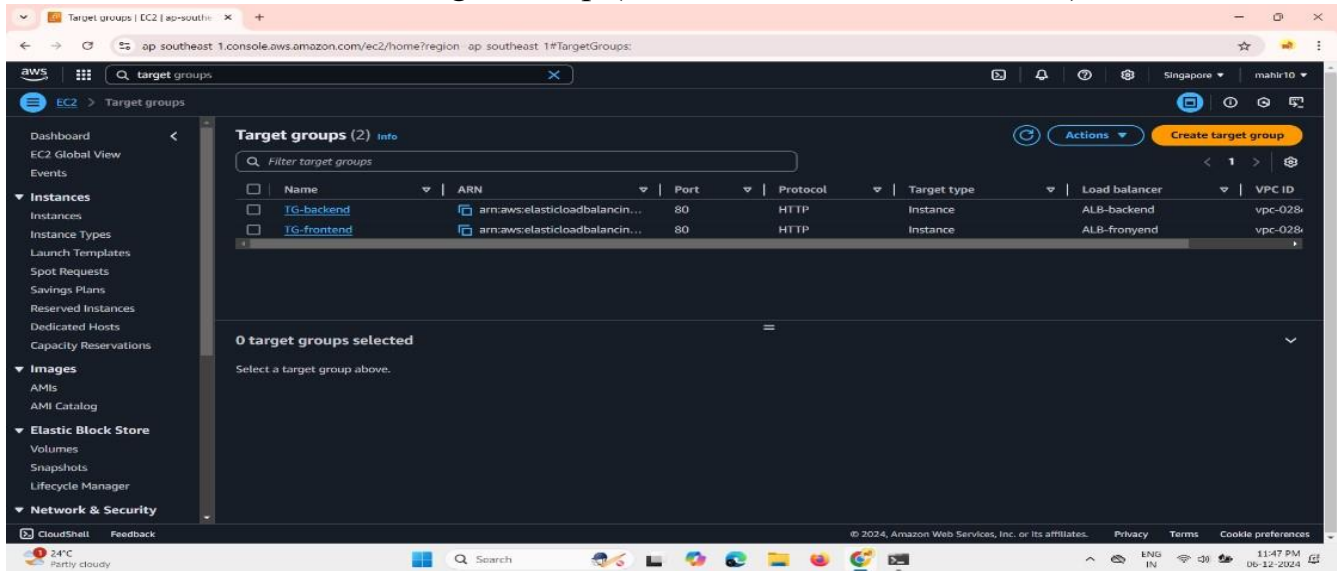 Target groups | EC2 | ap-southe
ap southeast 1.console.aws.amazon.com/ec2/home?region ap southeast 1#TargetGroups:
aws
target groups
Singapore
mahir10
EC2 > Target groups
Dashboard
EC2 Global View
Events
Instances
Instances
Instance Types
Launch Templates
Spot Requests
Savings Plans
Reserved Instances
Dedicated Hosts
Capacity Reservations
Images
AMIs
AMI Catalog
Elastic Block Store
Volumes
Snapshots
Lifecycle Manager
Network & Security
Target groups (2) Info
Actions
Create target group
Filter target groups
< 1 >
Name ARN Port Protocol Target type Load balancer VPC ID
TG-backend arn:aws:elasticloadbalancin... 80 HTTP Instance ALB-backend vpc-028
TG-frontend arn:aws:elasticloadbalancin... 80 HTTP Instance ALB-fronyend vpc-028
0 target groups selected
Select a target group above.
CloudShell Feedback
© 2024, Amazon Web Services, Inc. or its affiliates. Privacy Terms Cookie preferences
1
24°C
Partly cloudy
Search
ENG
IN
11:47 PM
06-12-2024